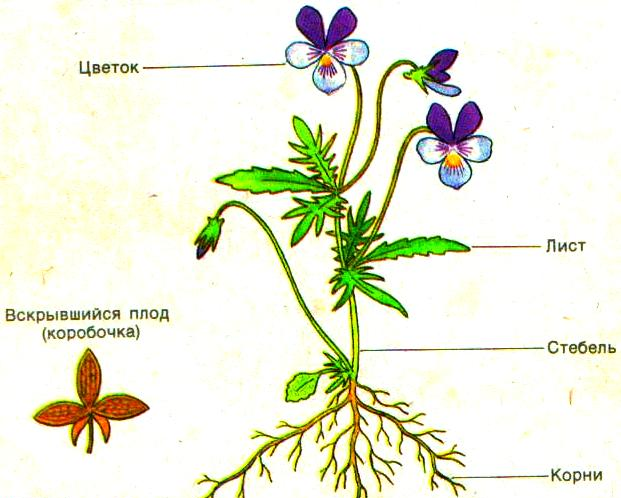 Цветок
Лист
Вскрывшийся плод
(коробочка)
Стебель
Корни